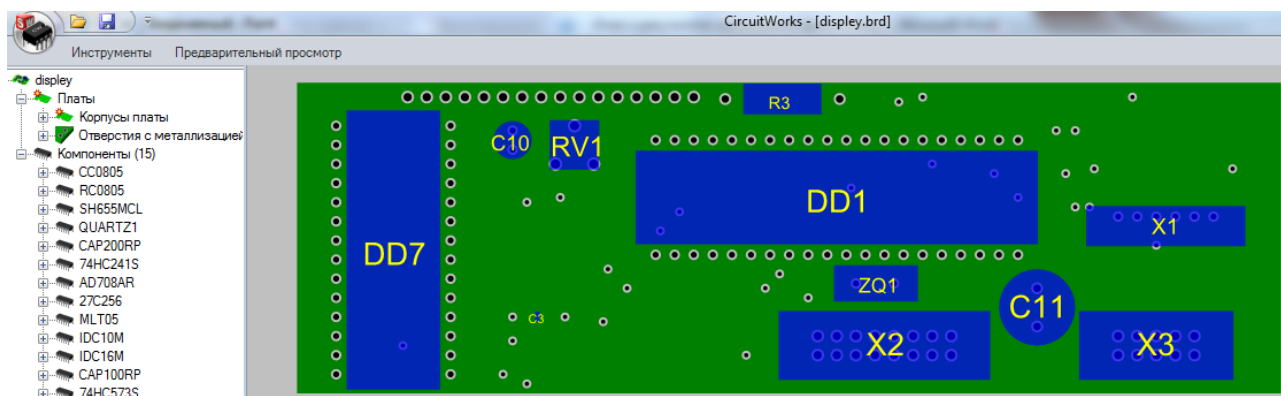 CircuitWorks - [displey.brd]
Инструменты Предварительный просмотр
displey
Платы
Корпусы платы
Отверстия с металлизацией
Компоненты (15)
CC0805
RC0805
SH655MCL
QUARTZ1
CAP200RP
74HC241S
AD708AR
27C256
MLT05
IDC10M
IDC16M
CAP100RP
74HC573S
R3
C10
RV1
DD1
X1
DD7
ZQ1
C11
C3
X2
X3